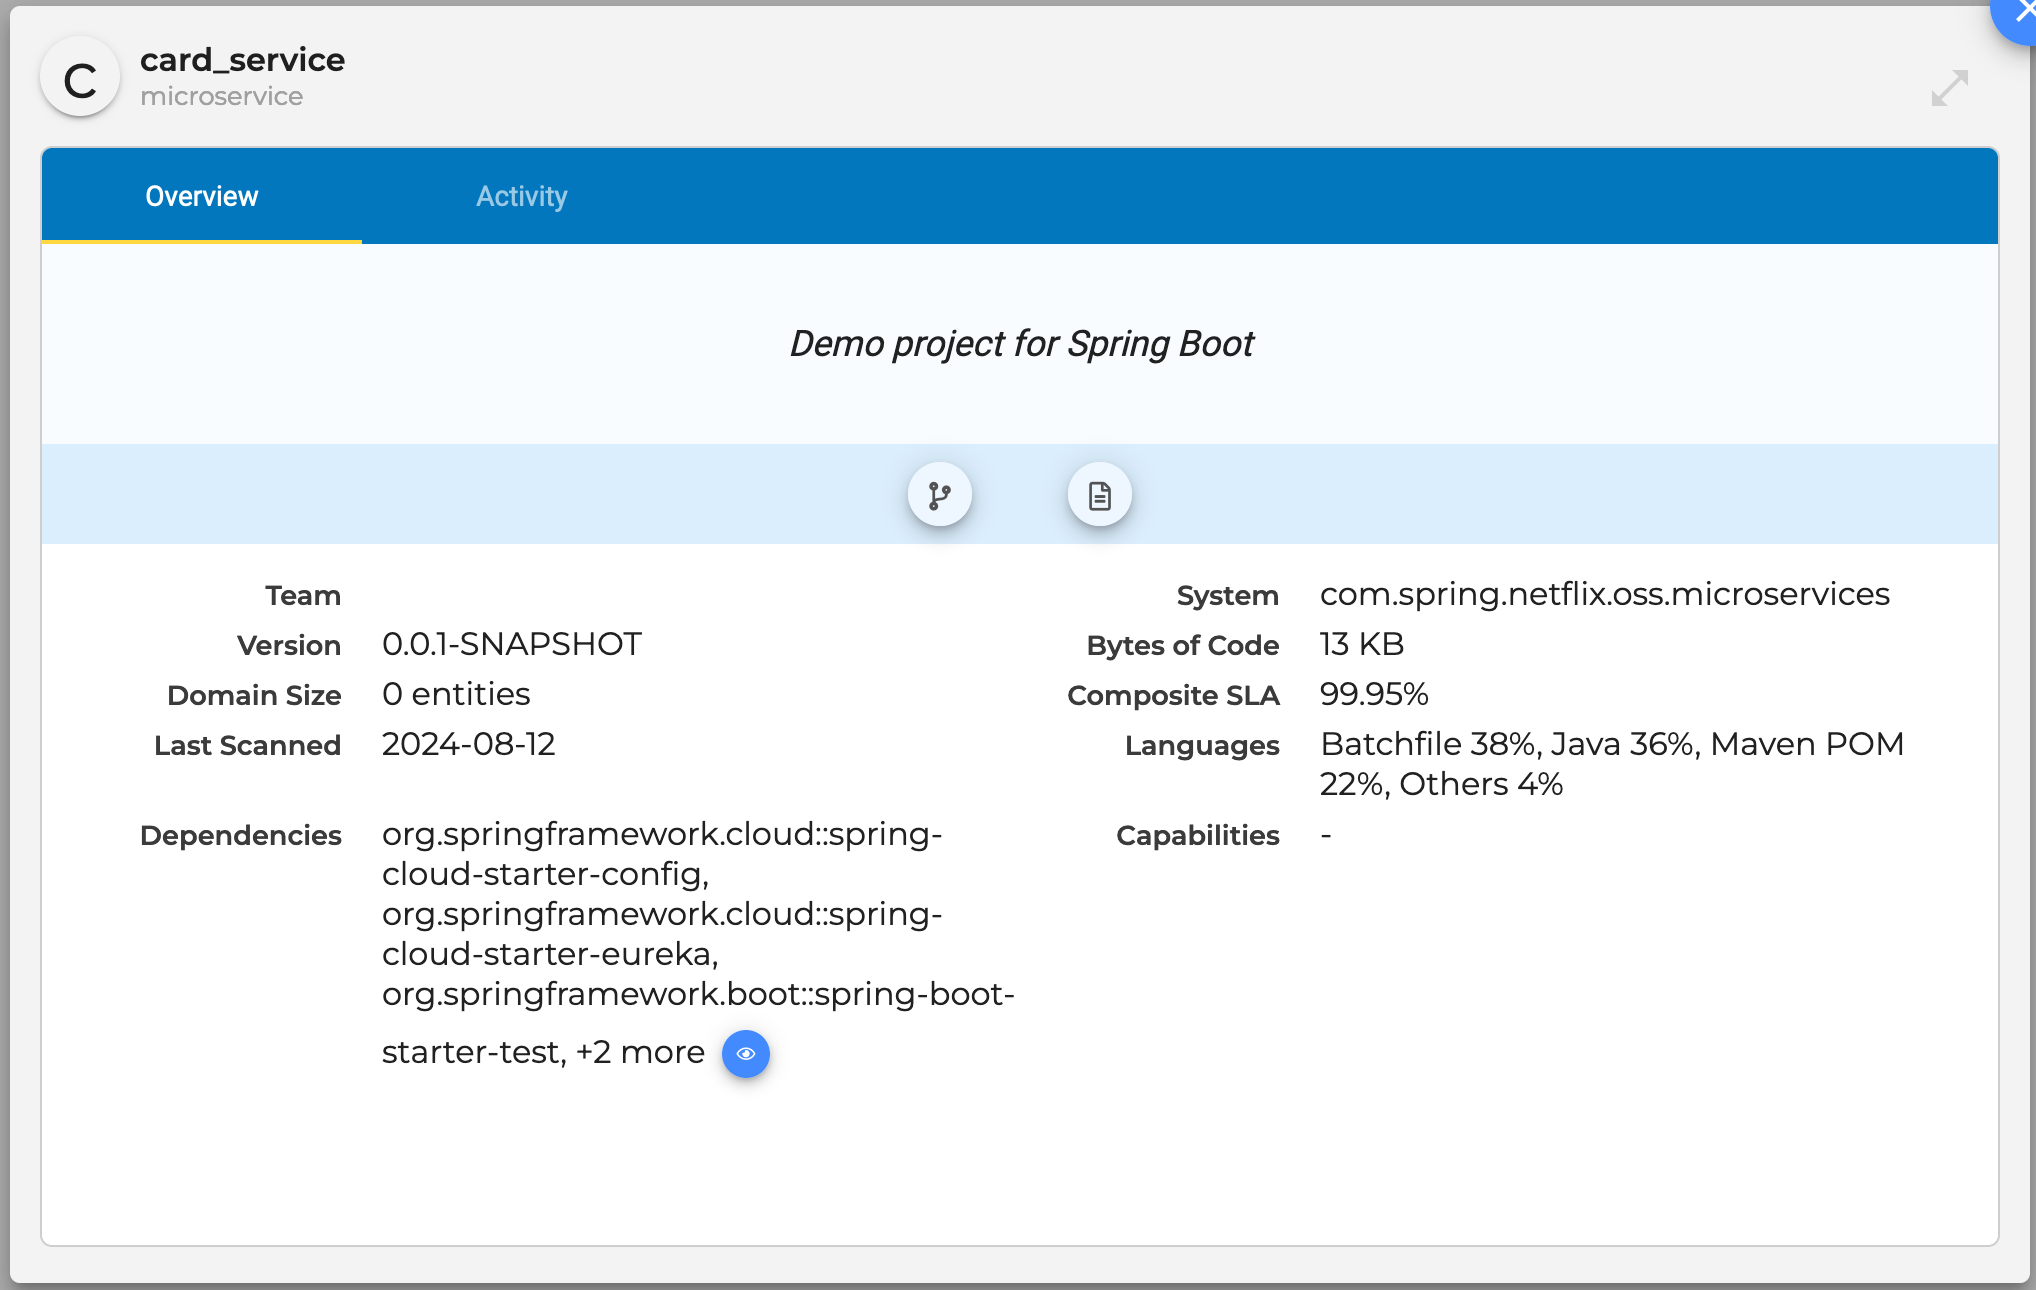 C
card_service
microservice
Overview
Activity
Demo project for Spring Boot
Team
Version 0.0.1-SNAPSHOT
Domain Size 0 entities
Last Scanned 2024-08-12
Dependencies org.springframework.cloud::spring-
cloud-starter-config,
org.springframework.cloud::spring-
cloud-starter-eureka,
org.springframework.boot::spring-boot-
starter-test, +2 more
System com.spring.netflix.oss.microservices
Bytes of Code 13 KB
Composite SLA 99.95%
Languages Batchfile 38%, Java 36%, Maven POM
22%, Others 4%
Capabilities -